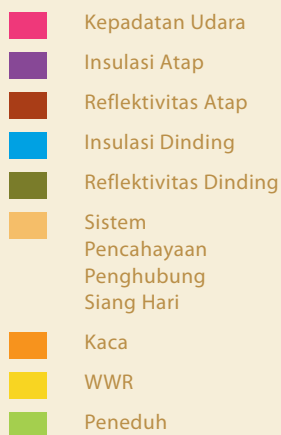 Kepadatan Udara
Insulasi Atap
Reflektivitas Atap
Insulasi Dinding
Reflektivitas Dinding
Sistem
Pencahayaan
Penghubung
Siang Hari
Kaca
WWR
Peneduh